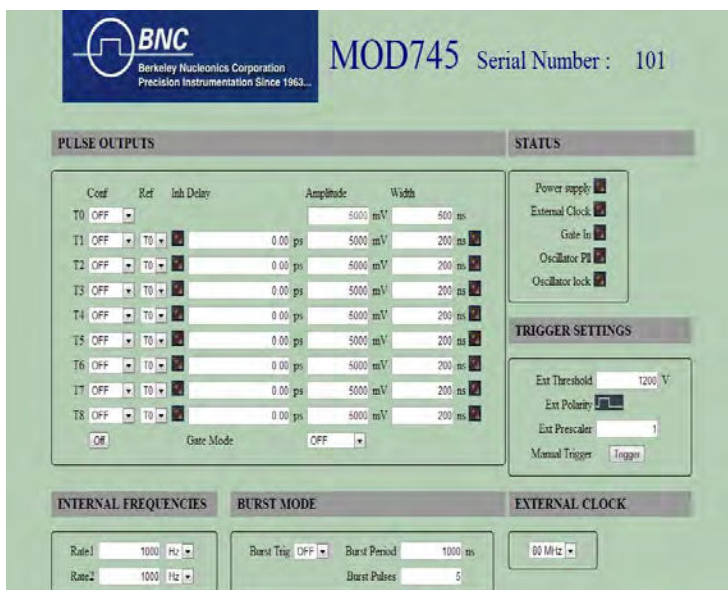 BNC
Berkeley Nucleonics Corporation
Precision Instrumentation Since 1963...
MOD745 Serial Number : 101
PULSE OUTPUTS
Conf Ref Inh Delay Amplitude Width
T0 OFF 5000 mV 500 ns
T1 OFF T0 0.00 ps 5000 mV 200 ns
T2 OFF T0 0.00 ps 5000 mV 200 ns
T3 OFF T0 0.00 ps 5000 mV 200 ns
T4 OFF T0 0.00 ps 5000 mV 200 ns
T5 OFF T0 0.00 ps 5000 mV 200 ns
T6 OFF T0 0.00 ps 5000 mV 200 ns
T7 OFF T0 0.00 ps 5000 mV 200 ns
T8 OFF T0 0.00 ps 5000 mV 200 ns
Off Gate Mode OFF
STATUS
Power supply
External Clock
Gate In
Oscillator Pll
Oscillator lock
TRIGGER SETTINGS
Ext Threshold 1200 V
Ext Polarity
Ext Prescaler 1
Manual Trigger Trigger
INTERNAL FREQUENCIES
Rate1 1000 Hz
Rate2 1000 Hz
BURST MODE
Burst Trig OFF Burst Period 1000 ns
Burst Pulses 5
EXTERNAL CLOCK
80 MHz